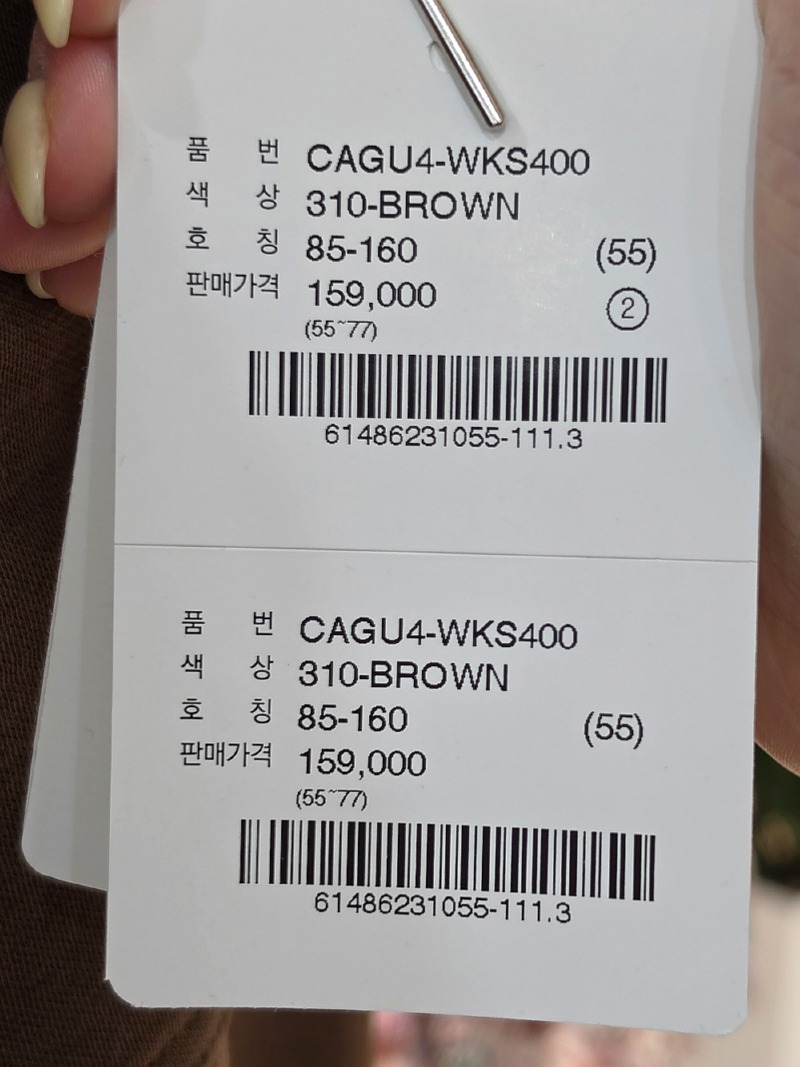 품 번 CAGU4-WKS400
색 상 310-BROWN
호 칭 85-160 (55)
판매가격 159,000 ②
(55~77)
61486231055-111.3
품 번 CAGU4-WKS400
색 상 310-BROWN
호 칭 85-160 (55)
판매가격 159,000
(55~77)
61486231055-111.3